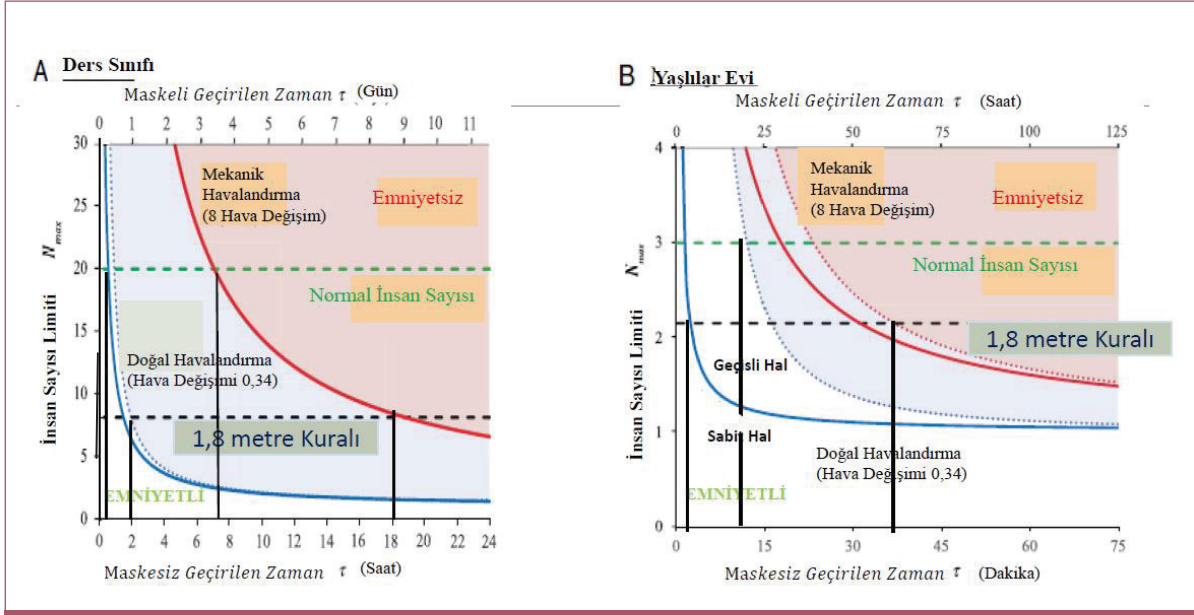 A Ders Sınıfı
Maskeli Geçirilen Zaman τ (Gün)
0 1 2 3 4 5 6 7 8 9 10 11
30
25
20
15
10
5
0
İnsan Sayısı Limiti N max
Mekanik
Havalandırma
(8 Hava Değişim)
Emniyetsiz
Normal İnsan Sayısı
Doğal Havalandırma
(Hava Değişimi 0,34)
1,8 metre Kuralı
EMNİYETLİ
0 2 4 6 8 10 12 14 16 18 20 22 24
Maskesiz Geçirilen Zaman τ (Saat)
B Yaşlılar Evi
Maskeli Geçirilen Zaman τ (Saat)
0 25 50 75 100 125
4
3
2
1
0
İnsan Sayısı Limiti N max
Mekanik
Havalandırma
(8 Hava Değişim)
Emniyetsiz
Normal İnsan Sayısı
1,8 metre Kuralı
Geçişli Hal
Sabit Hal
Doğal Havalandırma
(Hava Değişimi 0,34)
EMNİYETLİ
0 15 30 45 60 75
Maskesiz Geçirilen Zaman τ (Dakika)